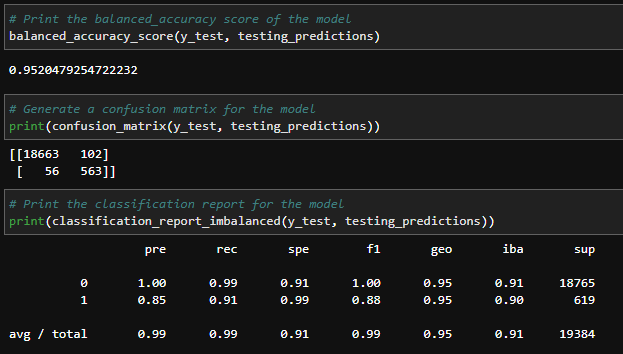 # Print the balanced_accuracy score of the model
balanced_accuracy_score(y_test, testing_predictions)
0.9520479254722232
# Generate a confusion matrix for the model
print(confusion_matrix(y_test, testing_predictions))
[[18663   102]
 [   56   563]]
# Print the classification report for the model
print(classification_report_imbalanced(y_test, testing_predictions))
pre rec spe f1 geo iba sup
0 1.00 0.99 0.91 1.00 0.95 0.91 18765
1 0.85 0.91 0.99 0.88 0.95 0.90 619
avg / total 0.99 0.99 0.91 0.99 0.95 0.91 19384